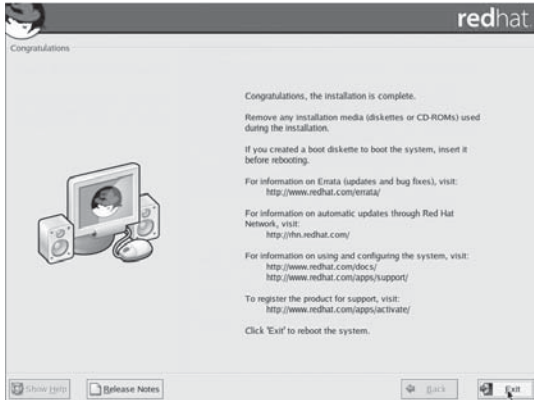 redhat.
Congratulations
Congratulations, the installation is complete.
Remove any installation media (diskettes or CD-ROMs) used
during the installation.
If you created a boot diskette to boot the system, insert it
before rebooting.
For information on Errata (updates and bug fixes), visit:
http://www.redhat.com/errata/
For information on automatic updates through Red Hat
Network, visit:
http://rhn.redhat.com/
For information on using and configuring the system, visit:
http://www.redhat.com/docs/
http://www.redhat.com/apps/support/
To register the product for support, visit:
http://www.redhat.com/apps/activate/
Click 'Exit' to reboot the system.
Show Help
Release Notes
Back
Exit